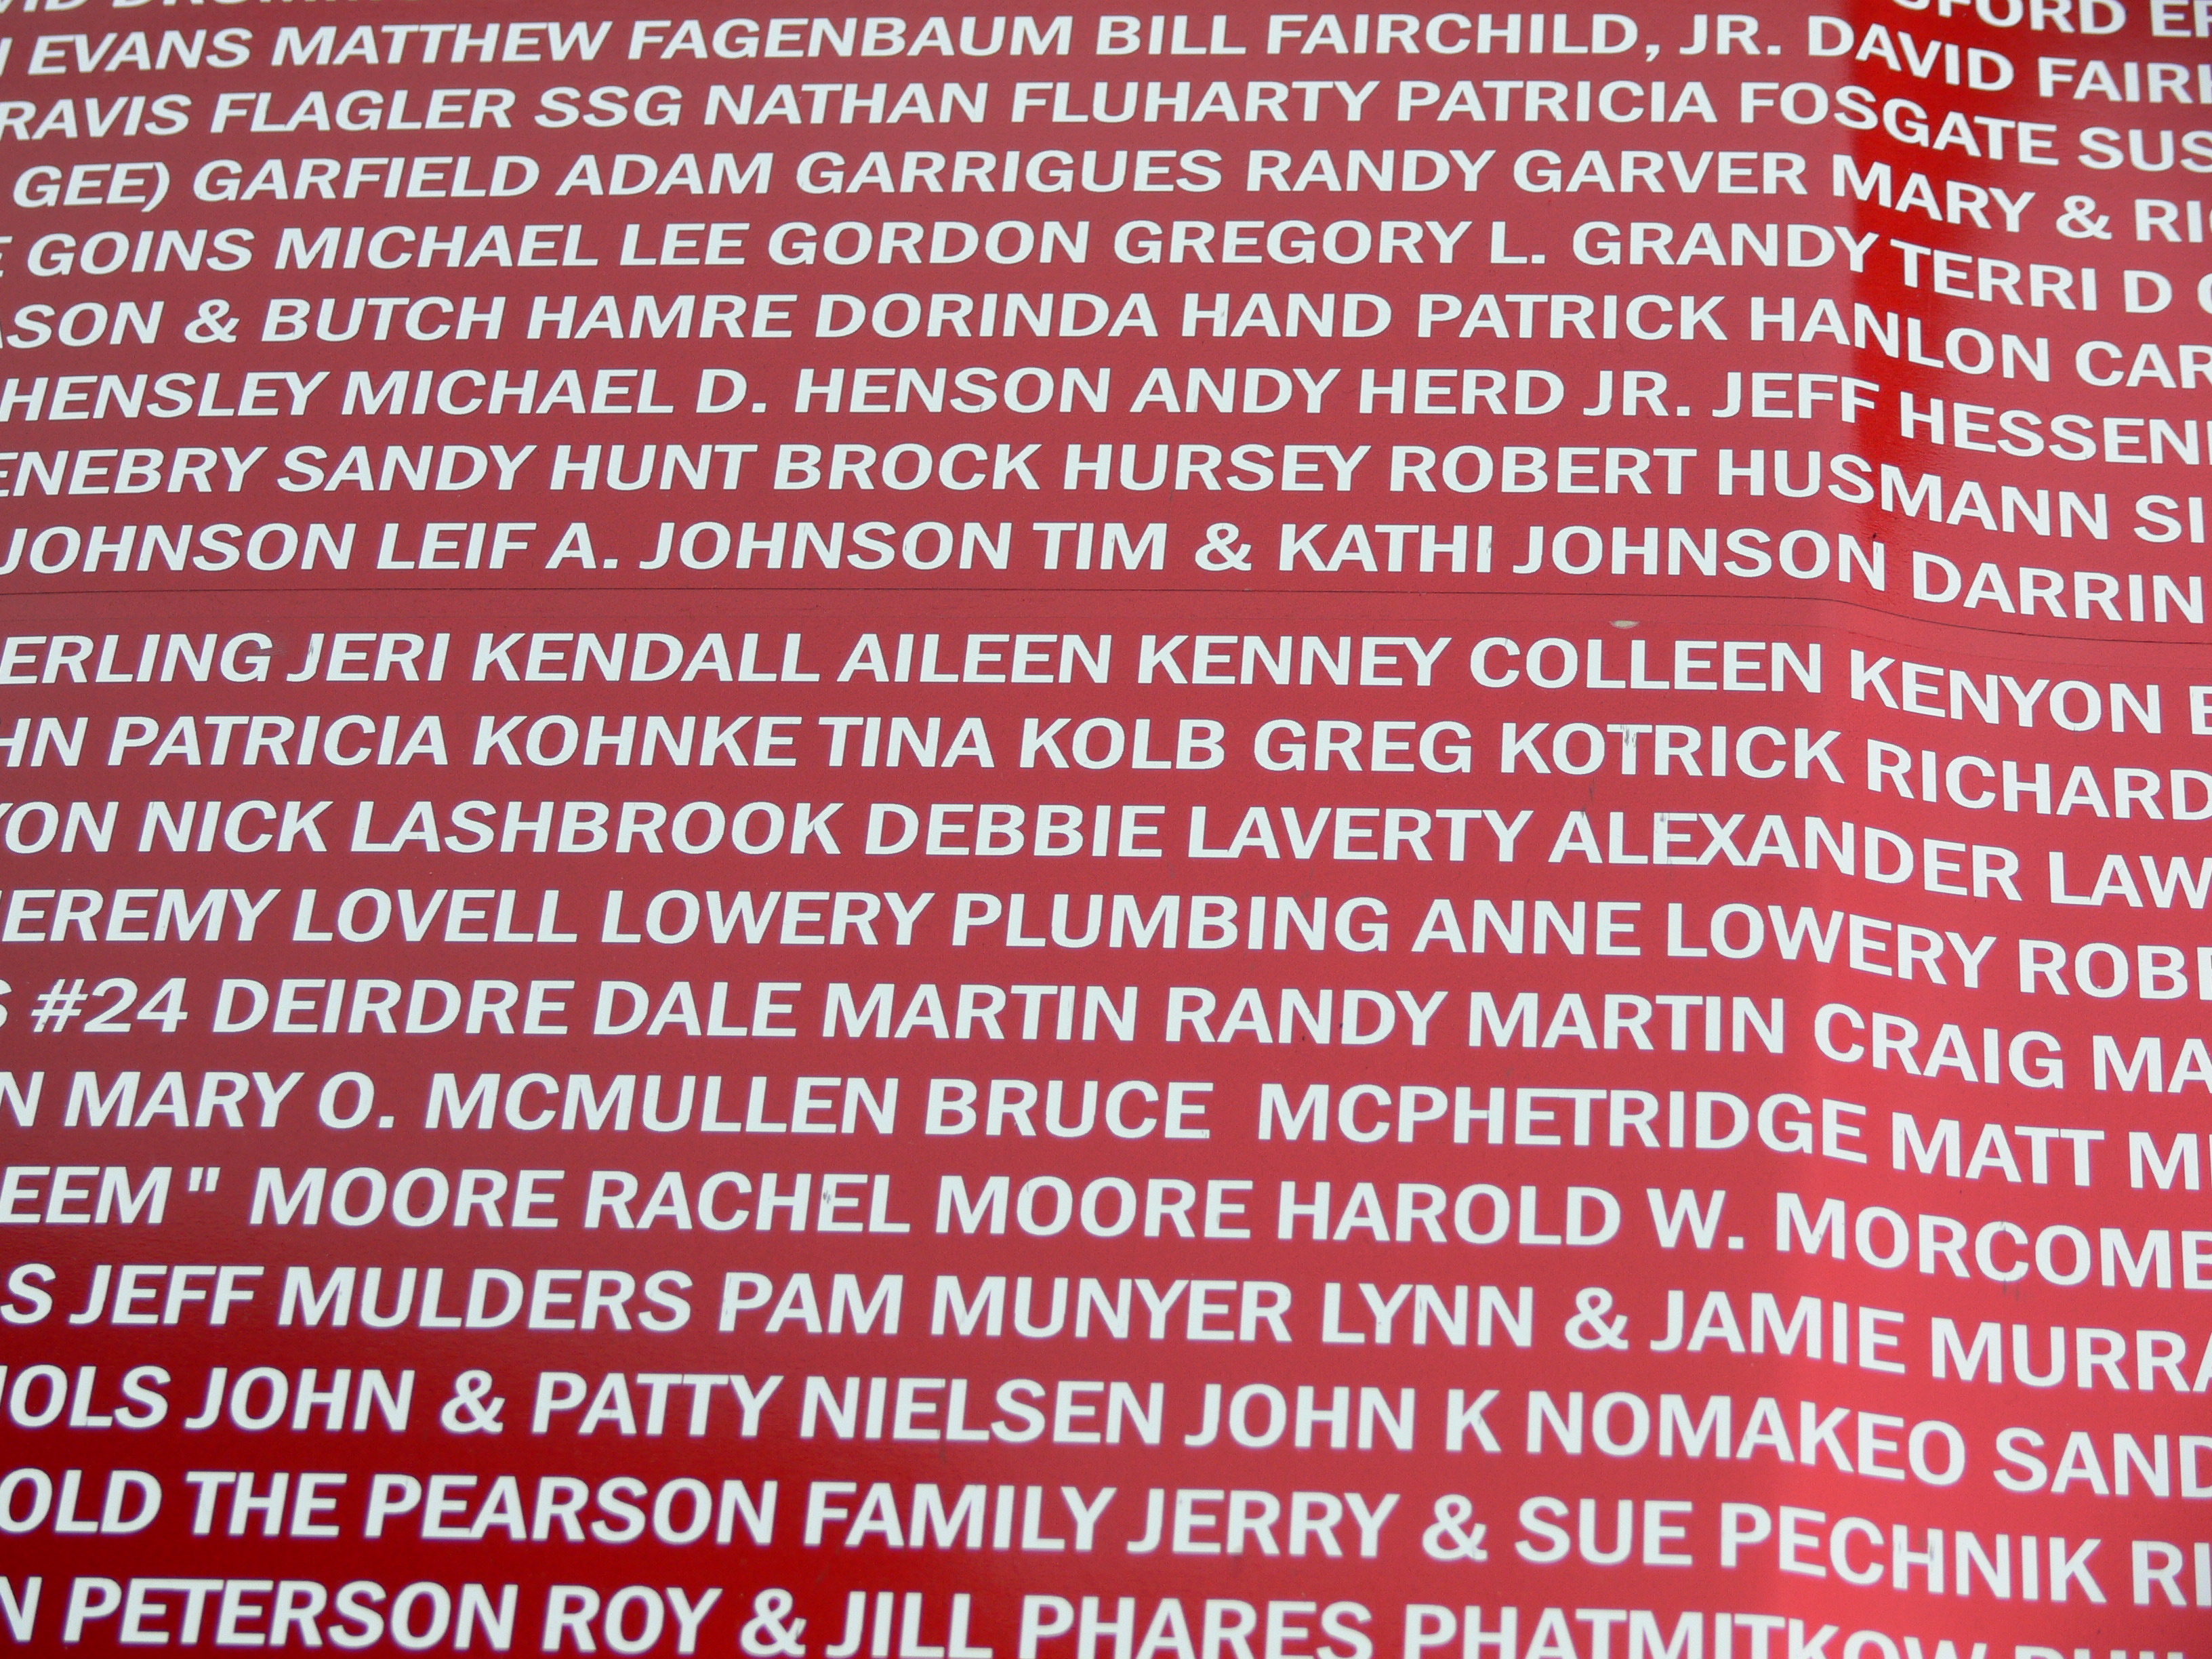 EVANS MATTHEW FAGENBAUM BILL FAIRCHILD, JR. DAVID
RAVIS FLAGLER SSG NATHAN FLUHARTY PATRICIA FOSGATE SUS
GEE) GARFIELD ADAM GARRIGUES RANDY GARVER MARY & RI
GOINS MICHAEL LEE GORDON GREGORY L. GRANDY TERRI D
ASON & BUTCH HAMRE DORINDA HAND PATRICK HANLON CAR
HENSLEY MICHAEL D. HENSON ANDY HERD JR. JEFF HESSEN
ENEBRY SANDY HUNT BROCK HURSEY ROBERT HUSMANN SI
JOHNSON LEIF A. JOHNSON TIM & KATHI JOHNSON DARRIN
ERLING JERI KENDALL AILEEN KENNEY COLLEEN KENYON
HN PATRICIA KOHNKE TINA KOLB GREG KOTRICK RICHARD
YON NICK LASHBROOK DEBBIE LAVERTY ALEXANDER LAW
JEREMY LOVELL LOWERY PLUMBING ANNE LOWERY ROB
S #24 DEIRDRE DALE MARTIN RANDY MARTIN CRAIG MA
N MARY O. MCMULLEN BRUCE MCPHETRIDGE MATT M
EEM" MOORE RACHEL MOORE HAROLD W. MORCOMB
S JEFF MULDERS PAM MUNYER LYNN & JAMIE MURRA
HOLS JOHN & PATTY NIELSEN JOHN K NOMAKEO SAND
OLD THE PEARSON FAMILY JERRY & SUE PECHNIK RI
N PETERSON ROY & JILL PHARES PHATMITKOW